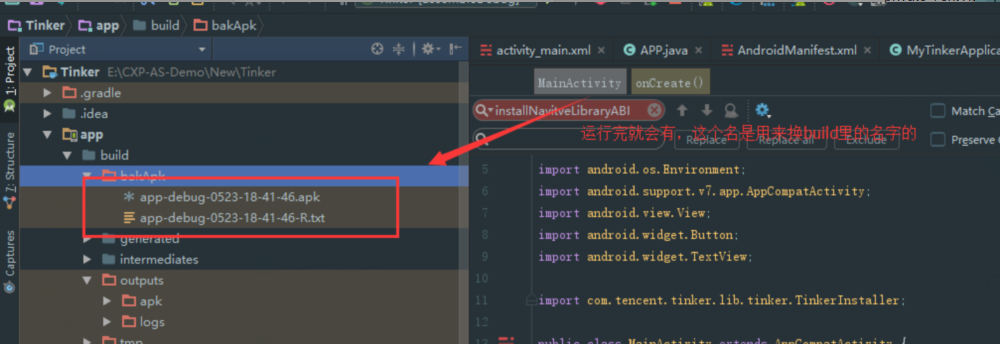 Tinker app build bakApk
Project
activity_main.xml × APP.java × AndroidManifest.xml × MyTinkerApplica
1: Project
Z: Structure
Captures
Tinker E:\CXP-AS-Demo\New\Tinker
.gradle
.idea
app
build
bakApk
app-debug-0523-18-41-46.apk
app-debug-0523-18-41-46-R.txt
generated
intermediates
outputs
apk
logs
tmp
MainActivity onCreate()
installNavitveLibraryABI
Match Ca
运行完就会有，这个名是用来换build里的名字的
Replace Replace all Exclude
Preserve C
5 import android.os.Environment;
6 import android.support.v7.app.AppCompatActivity;
7 import android.view.View;
8 import android.widget.Button;
9 import android.widget.TextView;
10
11 import com.tencent.tinker.lib.tinker.TinkerInstaller;
12
13 public class MainActivity extends AppCompatActivity {